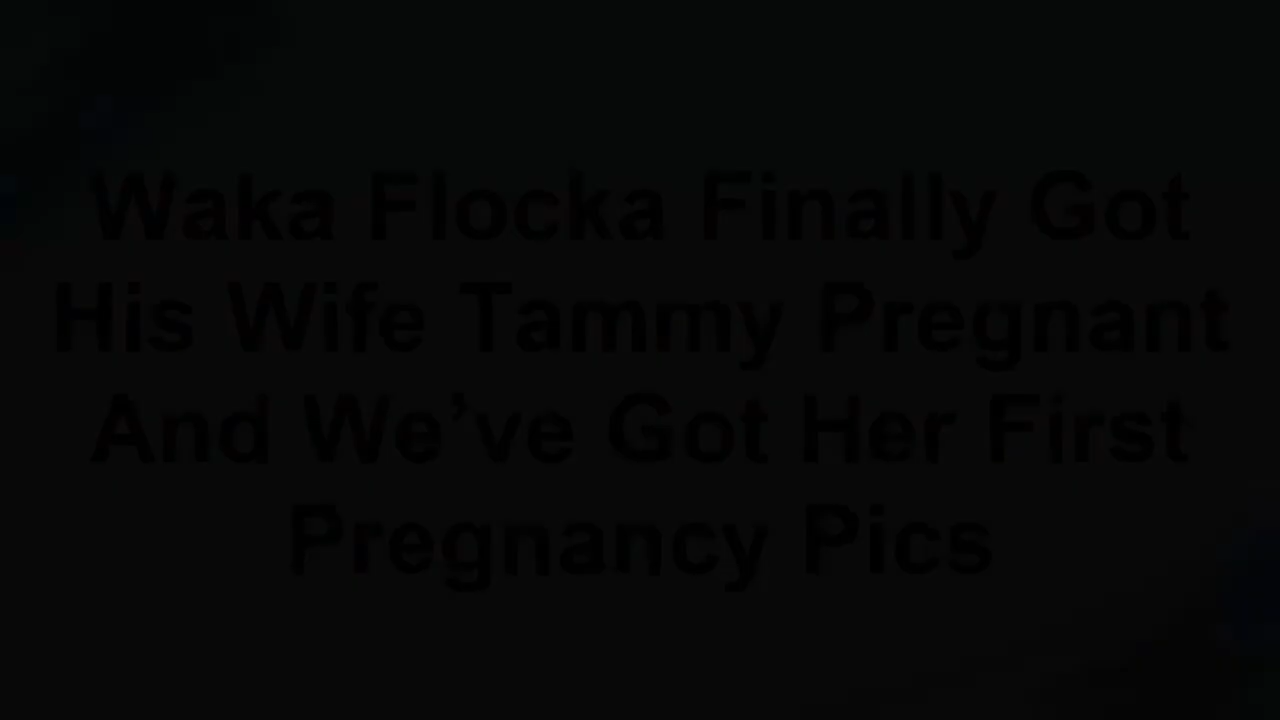 Waka Flocka Finally Got
His Wife Tammy Pregnant
And We’ve Got Her First
Pregnancy Pics